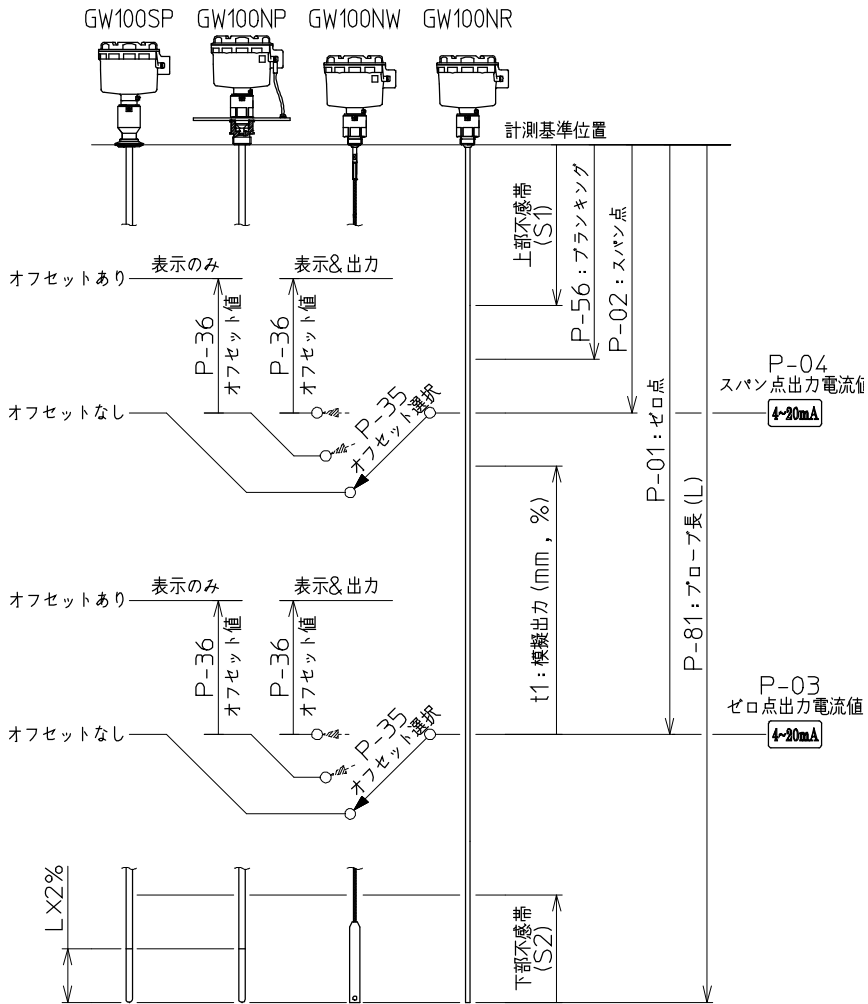 GW100SP GW100NP GW100NW GW100NR
計測基準位置
上部不感帯
(S1)
P-56:ブランキング
P-02:スパン点
P-01:ゼロ点
P-81:プローブ長(L)
オフセットあり 表示のみ 表示&出力
P-36
オフセット値
P-36
オフセット値
オフセットなし
P-35
オフセット選択
P-04
スパン点出力電流値
4~20mA
t1:模擬出力(mm, %)
オフセットあり 表示のみ 表示&出力
P-36
オフセット値
P-36
オフセット値
オフセットなし
P-35
オフセット選択
P-03
ゼロ点出力電流値
4~20mA
LX2%
下部不感帯
(S2)